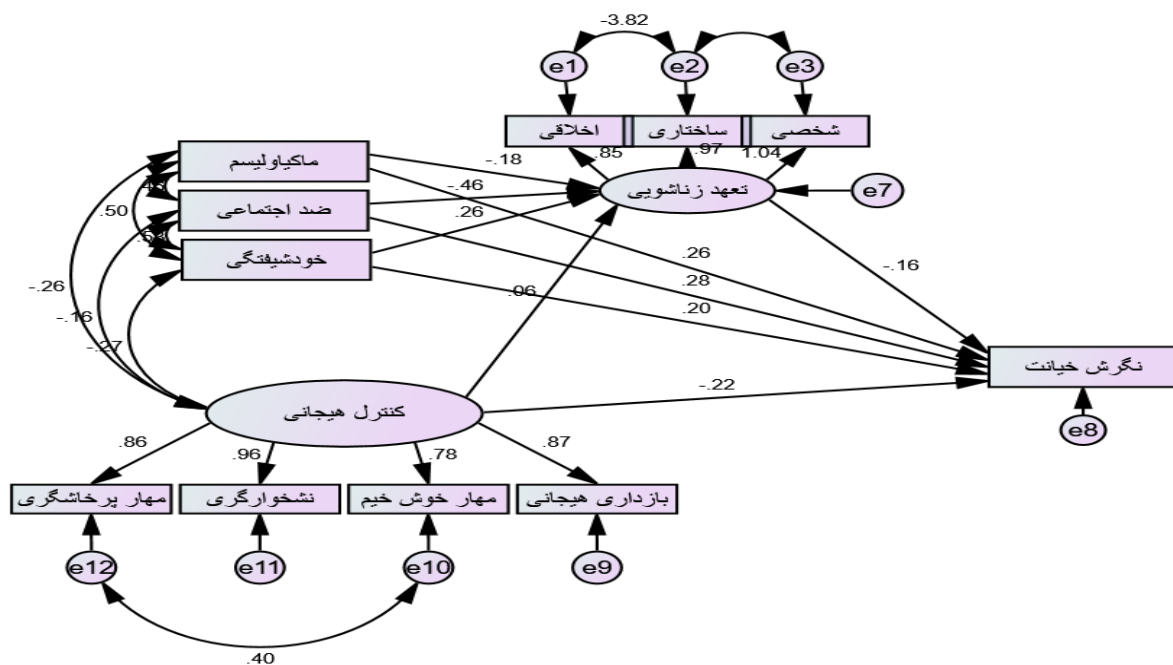 -3.82
e1
e2
e3
اخلاقی
ساختاری
شخصی
.85
.97
1.04
ماکیاولیسم
ضد اجتماعی
خودشیفتگی
-.18
-.46
.26
تعهد زناشویی
e7
.50
-.26
-.16
-.27
.06
.26
.28
.20
-.16
نگرش خیانت
e8
کنترل هیجانی
-.22
.86
.96
.78
.87
مهار پرخاشگری
نشخوارگری
مهار خوش خیم
بازداری هیجانی
e12
e11
e10
e9
.40